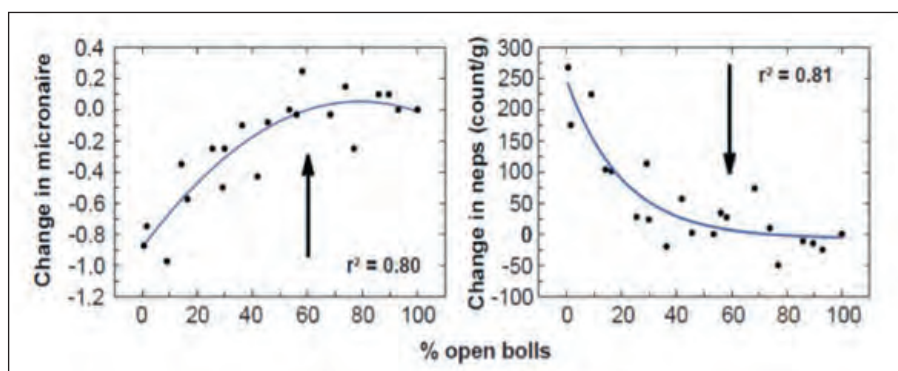 Change in micronaire
0.4
0.2
0.0
-0.2
-0.4
-0.6
-0.8
-1.0
-1.2
r² = 0.80
0 20 40 60 80 100
Change in neps (count/g)
300
250
200
150
100
50
0
-50
-100
r² = 0.81
0 20 40 60 80 100
% open bolls